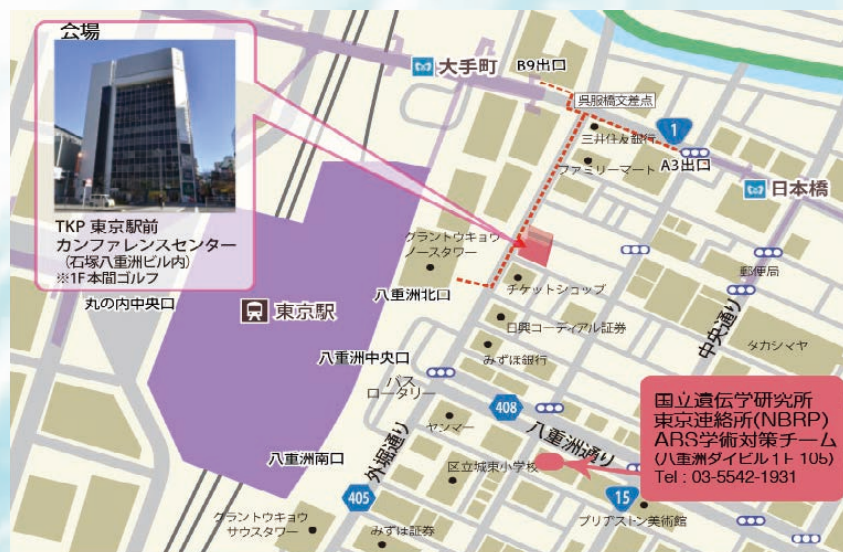 会場
TKP 東京駅前
カンファレンスセンター
(石塚八重洲ビル内)
※1F 本間ゴルフ
丸の内中央口
大手町
B9出口
呉服橋交差点
1
三井住友銀行
ファミリーマート
A3出口
日本橋
グラントウキョウ
ノースタワー
八重洲北口
東京駅
チケットショップ
郵便局
中央通り
日興コーディアル証券
タカシマヤ
八重洲中央口
みずほ銀行
バス
ロータリー
408
八重洲通り
ヤンマー
外堀通り
八重洲南口
区立城東小学校
405
15
ブリヂストン美術館
グラントウキョウ
サウスタワー
みずほ証券
国立遺伝学研究所
東京連絡所(NBRP)
ABS学術対策チーム
(八重洲ダイビル 1F 105)
Tel : 03-5542-1931